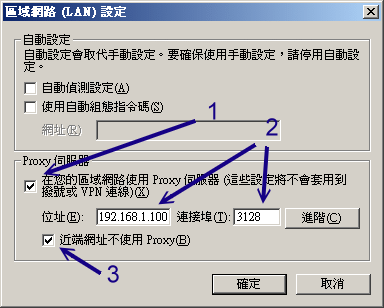 區域網路 (LAN) 設定
自動設定
自動設定會取代手動設定。要確保使用手動設定，請停用自動設
定。
自動偵測設定(A)
使用自動組態指令碼(S)
網址(R)
1
2
Proxy 伺服器
在您的區域網路使用 Proxy 伺服器 (這些設定將不會套用到
撥號或 VPN 連線)(X)
位址(E): 192.168.1.100 連接埠(T): 3128 進階(C)
近端網址不使用 Proxy(B)
3
確定 取消